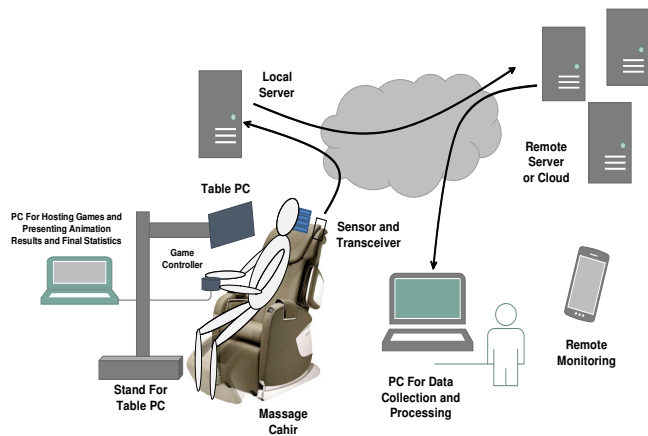 Local
Server
Remote
Server
or Cloud
Table PC
PC For Hosting Games and
Presenting Animation
Results and Final Statistics
Sensor and
Transceiver
Game
Controller
Remote
Monitoring
Stand For
Table PC
PC For Data
Collection and
Processing
Massage
Cahir